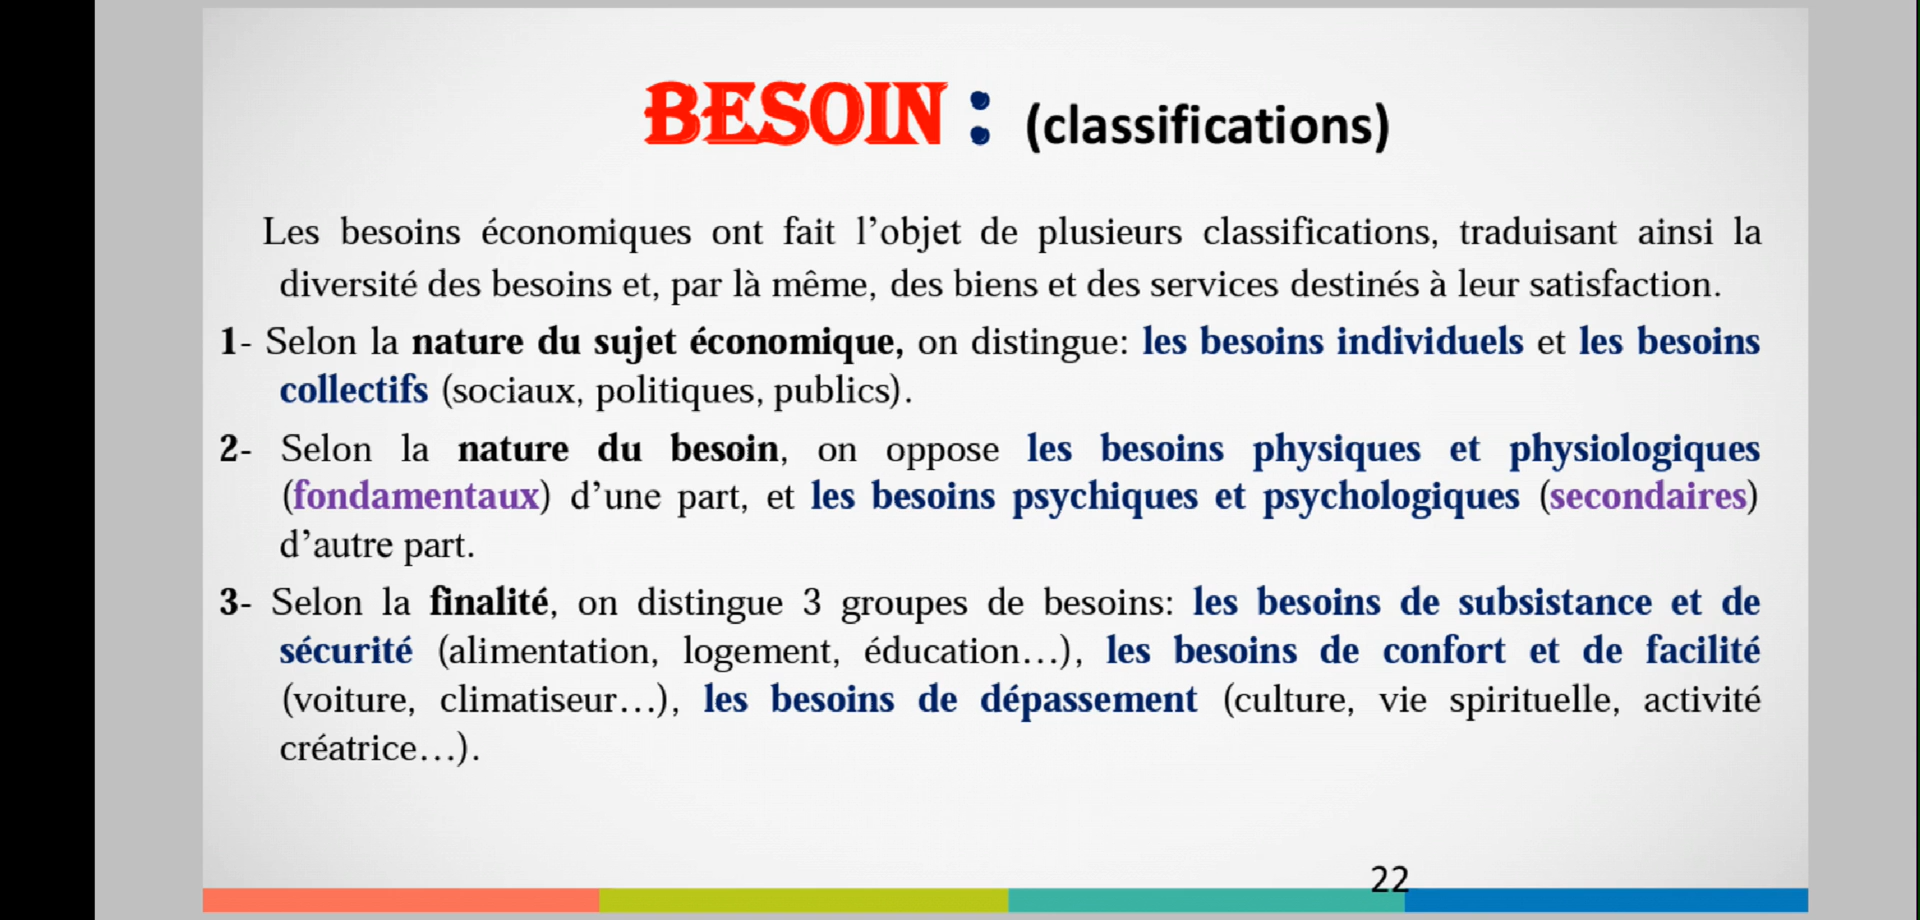 BESOIN : (classifications)
Les besoins économiques ont fait l’objet de plusieurs classifications, traduisant ainsi la
diversité des besoins et, par là même, des biens et des services destinés à leur satisfaction.
1- Selon la nature du sujet économique, on distingue: les besoins individuels et les besoins
collectifs (sociaux, politiques, publics).
2- Selon la nature du besoin, on oppose les besoins physiques et physiologiques
(fondamentaux) d’une part, et les besoins psychiques et psychologiques (secondaires)
d’autre part.
3- Selon la finalité, on distingue 3 groupes de besoins: les besoins de subsistance et de
sécurité (alimentation, logement, éducation…), les besoins de confort et de facilité
(voiture, climatiseur…), les besoins de dépassement (culture, vie spirituelle, activité
créatrice…).
22